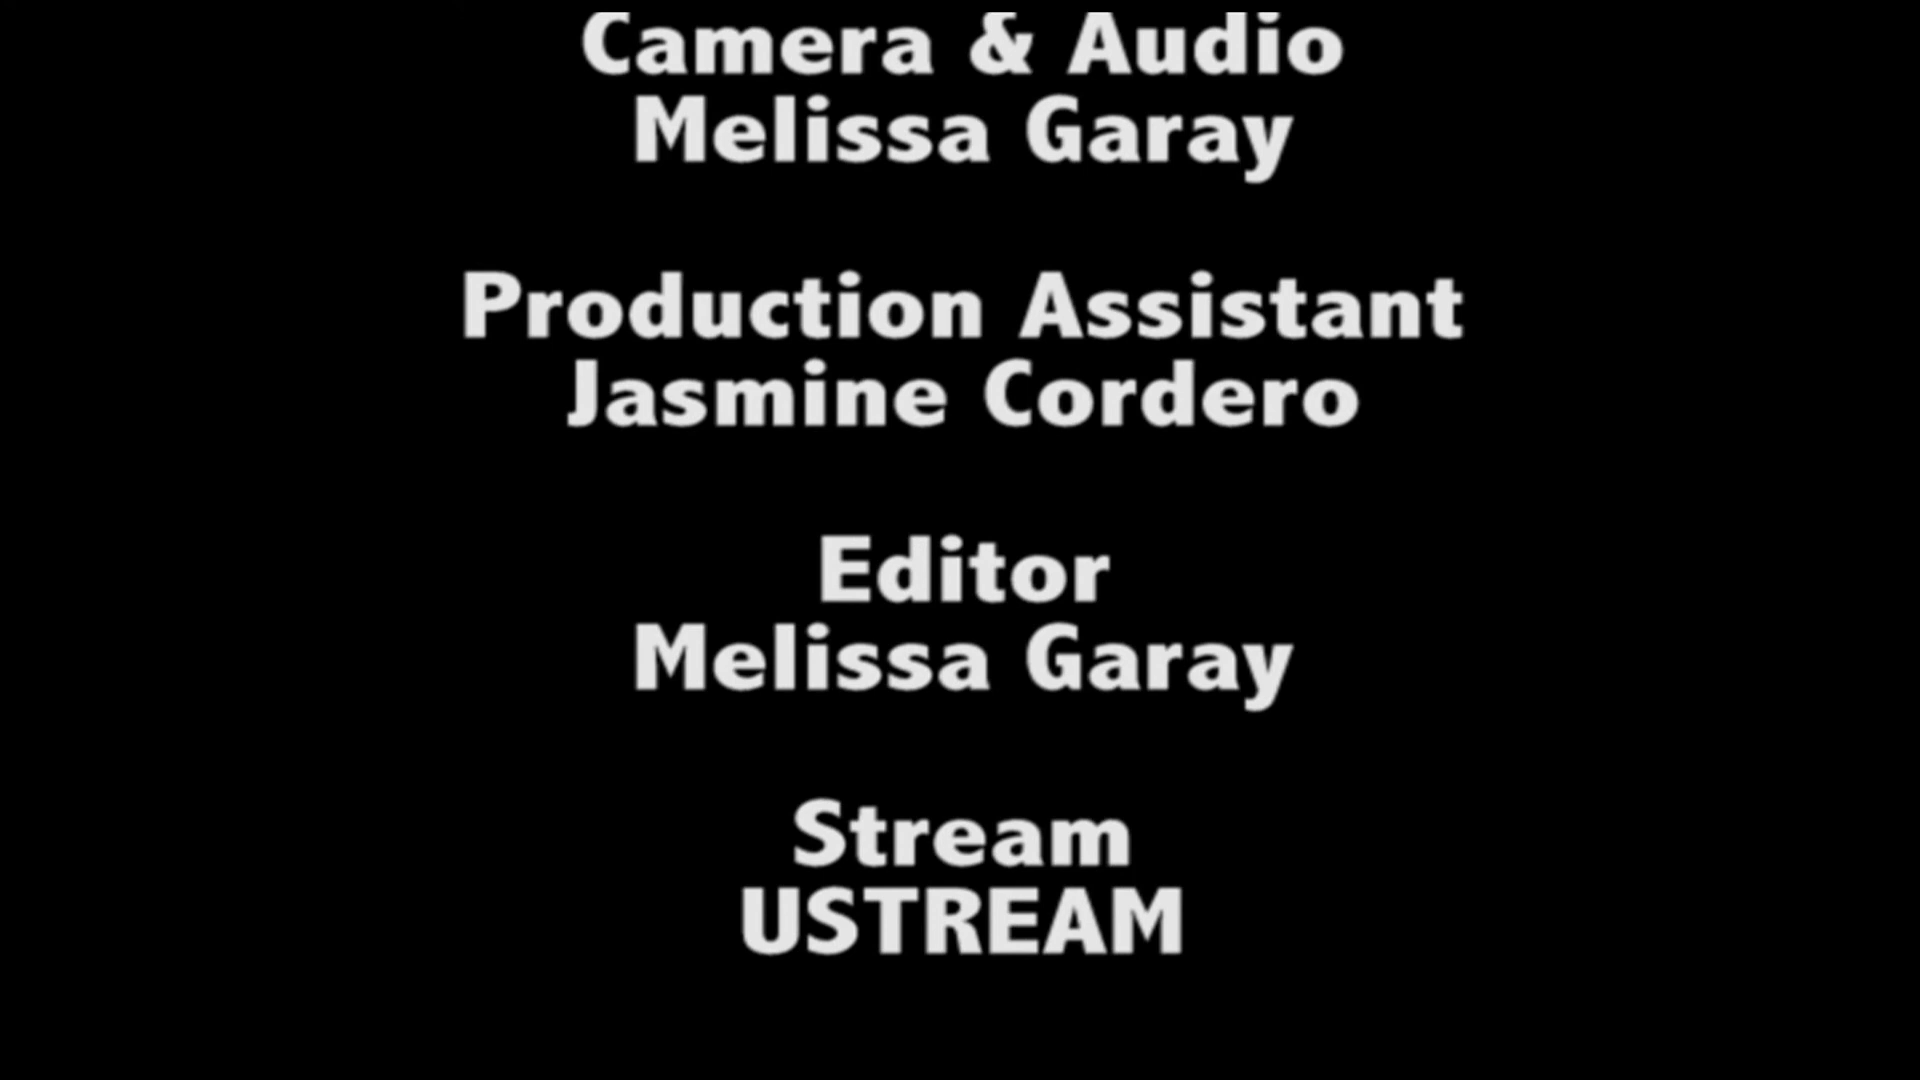 Camera & Audio
Melissa Garay
Production Assistant
Jasmine Cordero
Editor
Melissa Garay
Stream
USTREAM